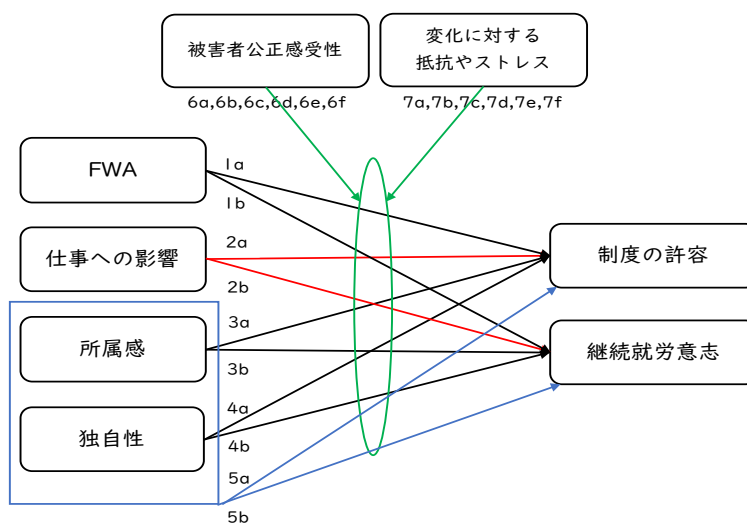 被害者公正感受性
変化に対する
抵抗やストレス
6a,6b,6c,6d,6e,6f
7a,7b,7c,7d,7e,7f
FWA
1a
1b
仕事への影響
2a
2b
制度の許容
所属感
3a
3b
継続就労意志
独自性
4a
4b
5a
5b